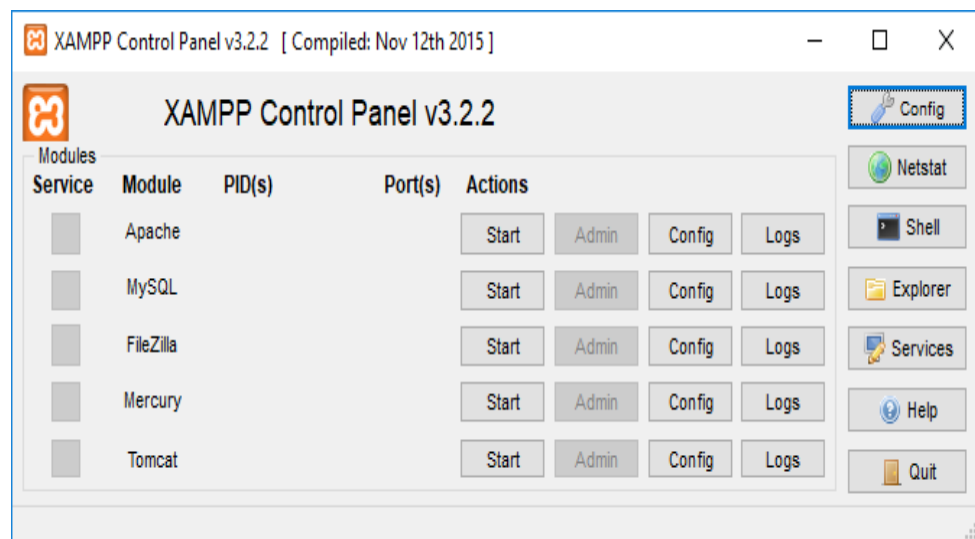 XAMPP Control Panel v3.2.2 [ Compiled: Nov 12th 2015 ]
XAMPP Control Panel v3.2.2
Config
Modules
Netstat
Service Module PID(s) Port(s) Actions
Apache Start Admin Config Logs
Shell
MySQL Start Admin Config Logs
Explorer
FileZilla Start Admin Config Logs
Services
Mercury Start Admin Config Logs
Help
Tomcat Start Admin Config Logs
Quit